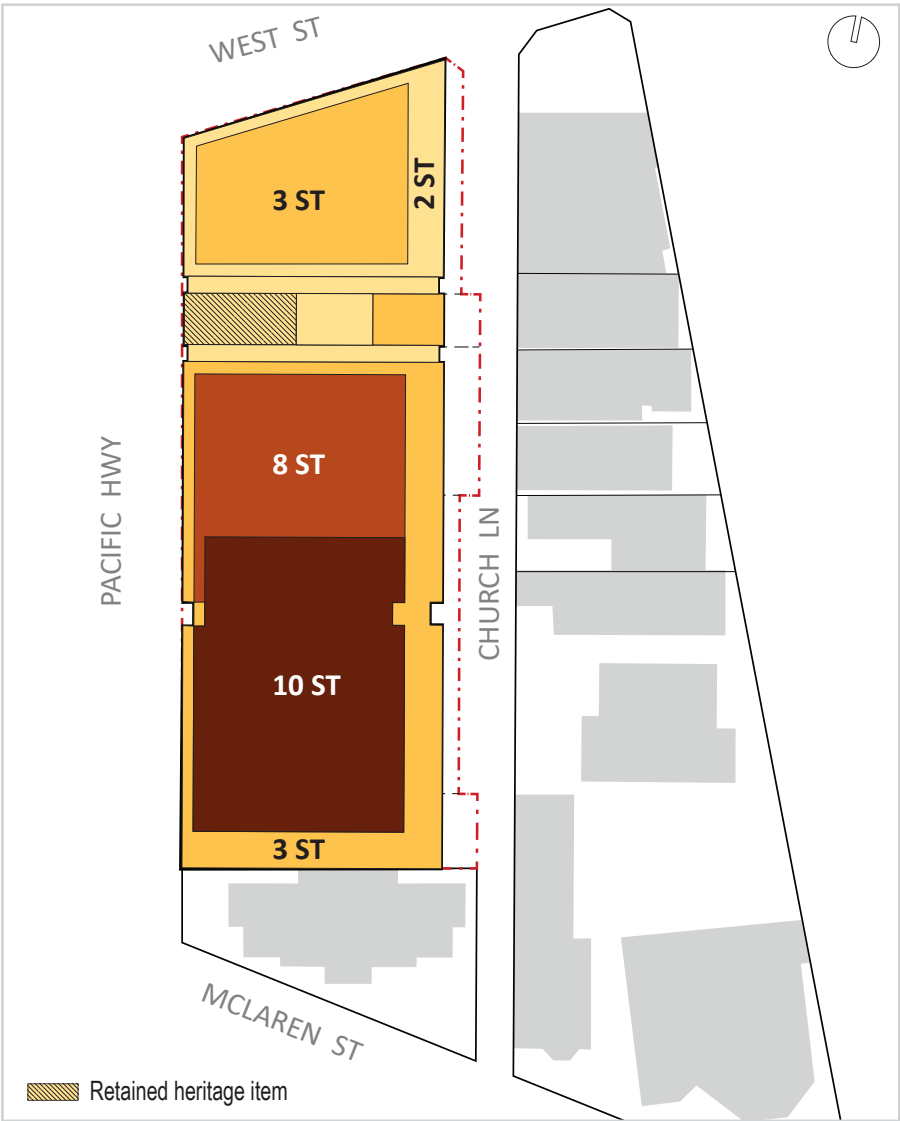 WEST ST
3 ST
2 ST
8 ST
PACIFIC HWY
CHURCH LN
10 ST
3 ST
MCLAREN ST
Retained heritage item